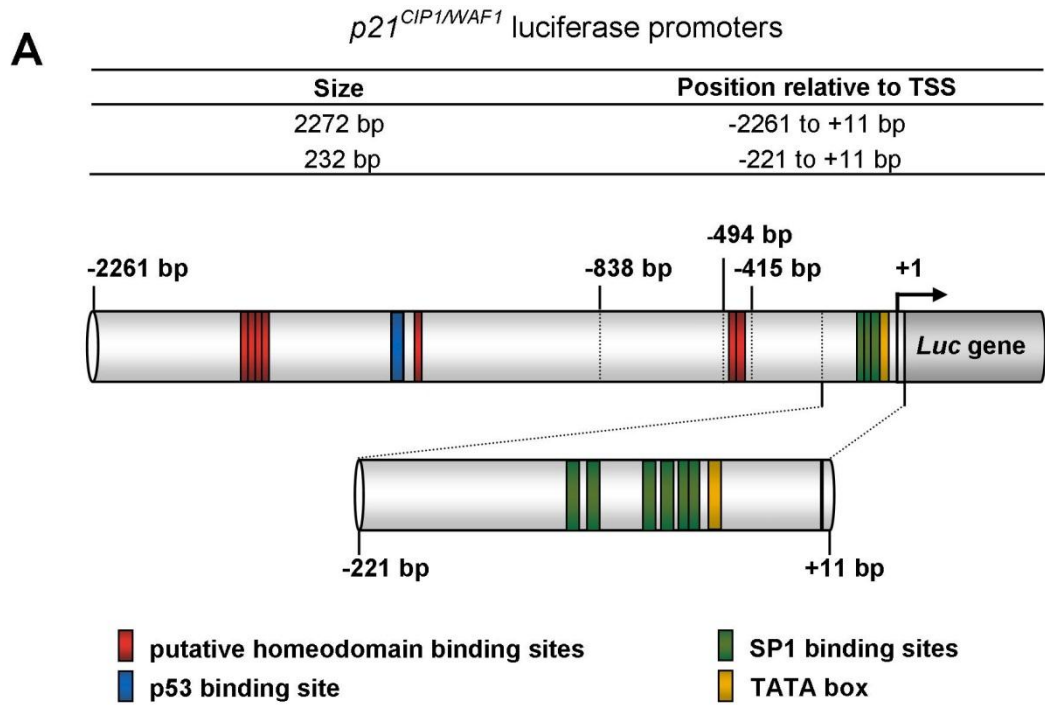 A
p21CIP1/WAF1 luciferase promoters
Size Position relative to TSS
2272 bp -2261 to +11 bp
232 bp -221 to +11 bp
-494 bp
-2261 bp -838 bp -415 bp +1
Luc gene
-221 bp +11 bp
putative homeodomain binding sites SP1 binding sites
p53 binding site TATA box